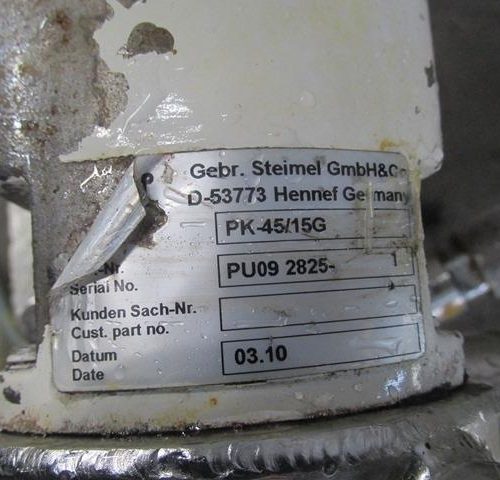 Gebr. Steimel GmbH&Co
D-53773 Hennef Germany
PK-45/15G
-Nr. PU09 2825- 1
Serial No.
Kunden Sach-Nr.
Cust. part no.
Datum 03.10
Date